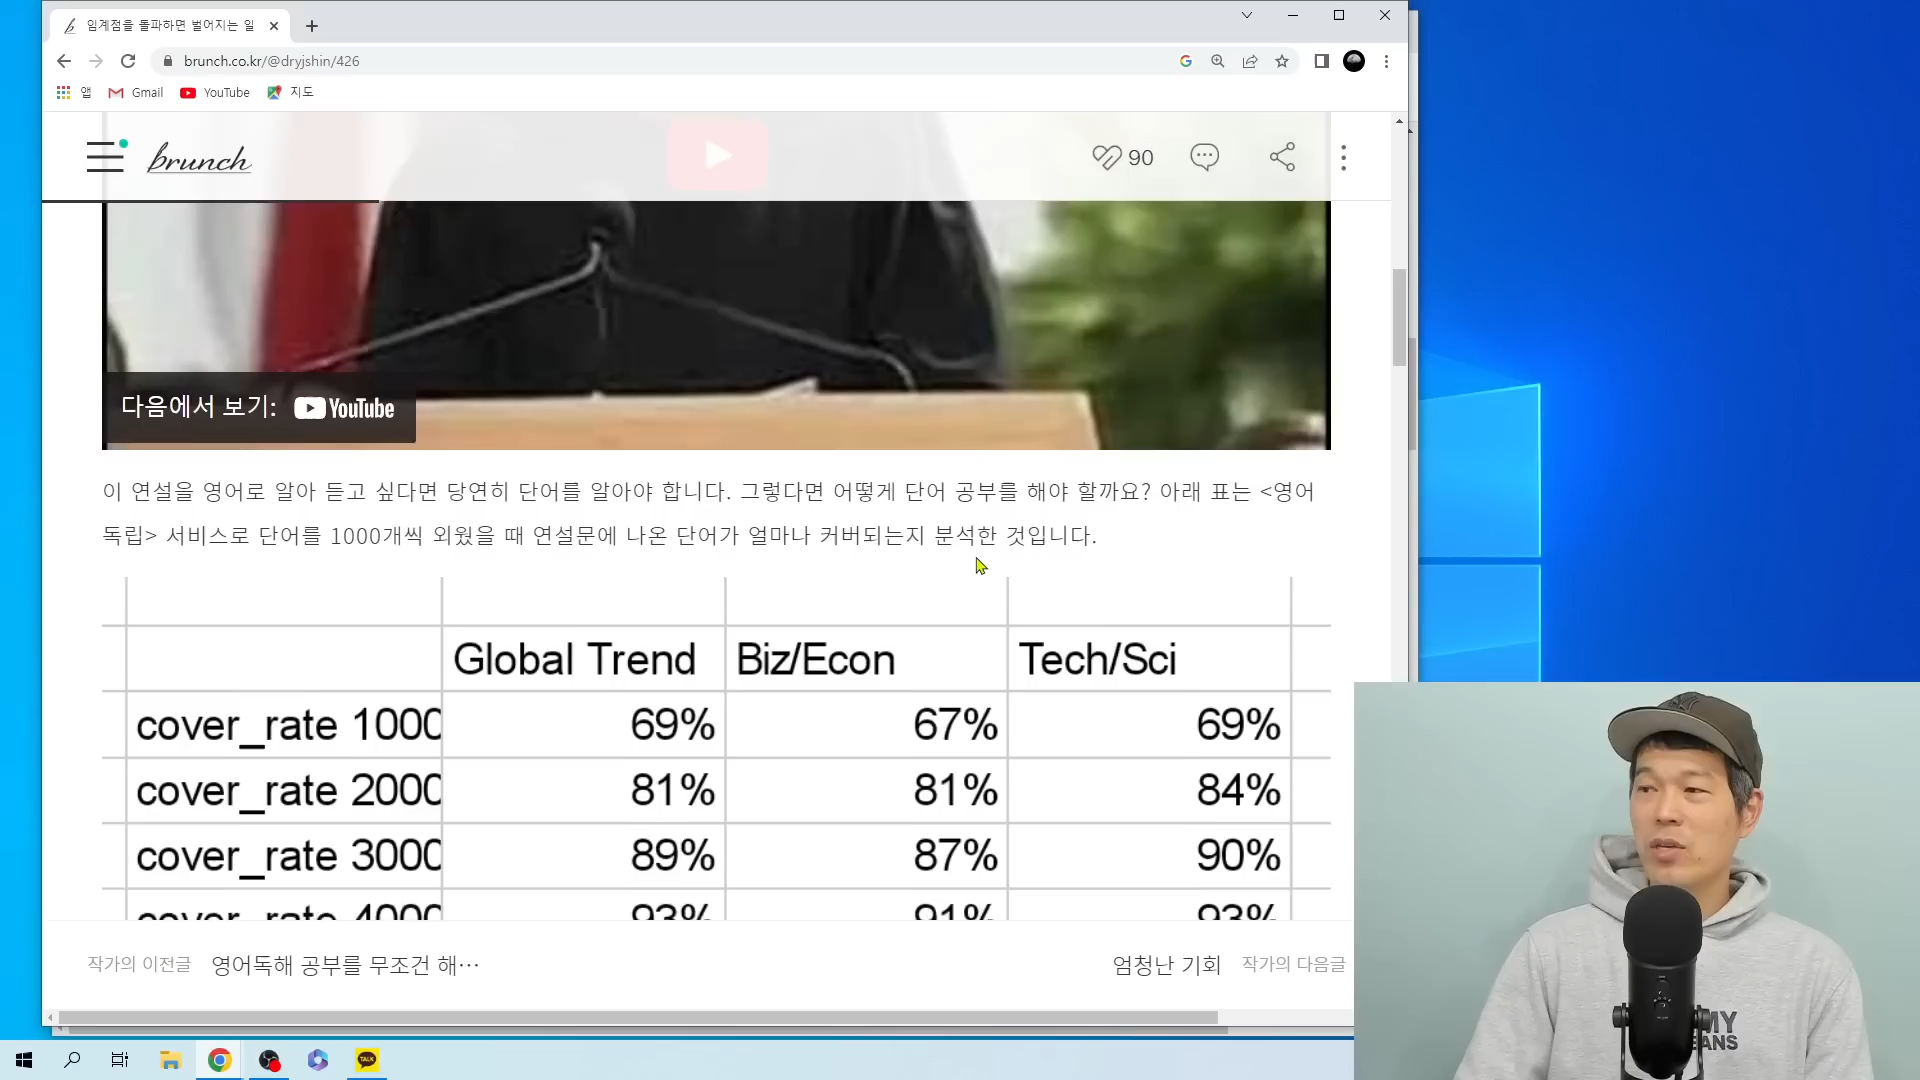 임계점을 돌파하면 벌어지는 일
brunch.co.kr/@dryjshin/426
앱 Gmail YouTube 지도
brunch 90
다음에서 보기: YouTube
이 연설을 영어로 알아 듣고 싶다면 당연히 단어를 알아야 합니다. 그렇다면 어떻게 단어 공부를 해야 할까요? 아래 표는 <영어
독립> 서비스로 단어를 1000개씩 외웠을 때 연설문에 나온 단어가 얼마나 커버되는지 분석한 것입니다.
Global Trend Biz/Econ Tech/Sci
cover_rate 1000 69% 67% 69%
cover_rate 2000 81% 81% 84%
cover_rate 3000 89% 87% 90%
cover_rate 4000 93% 91% 93%
작가의 이전글 영어독해 공부를 무조건 해… 엄청난 기회 작가의 다음글
TALK